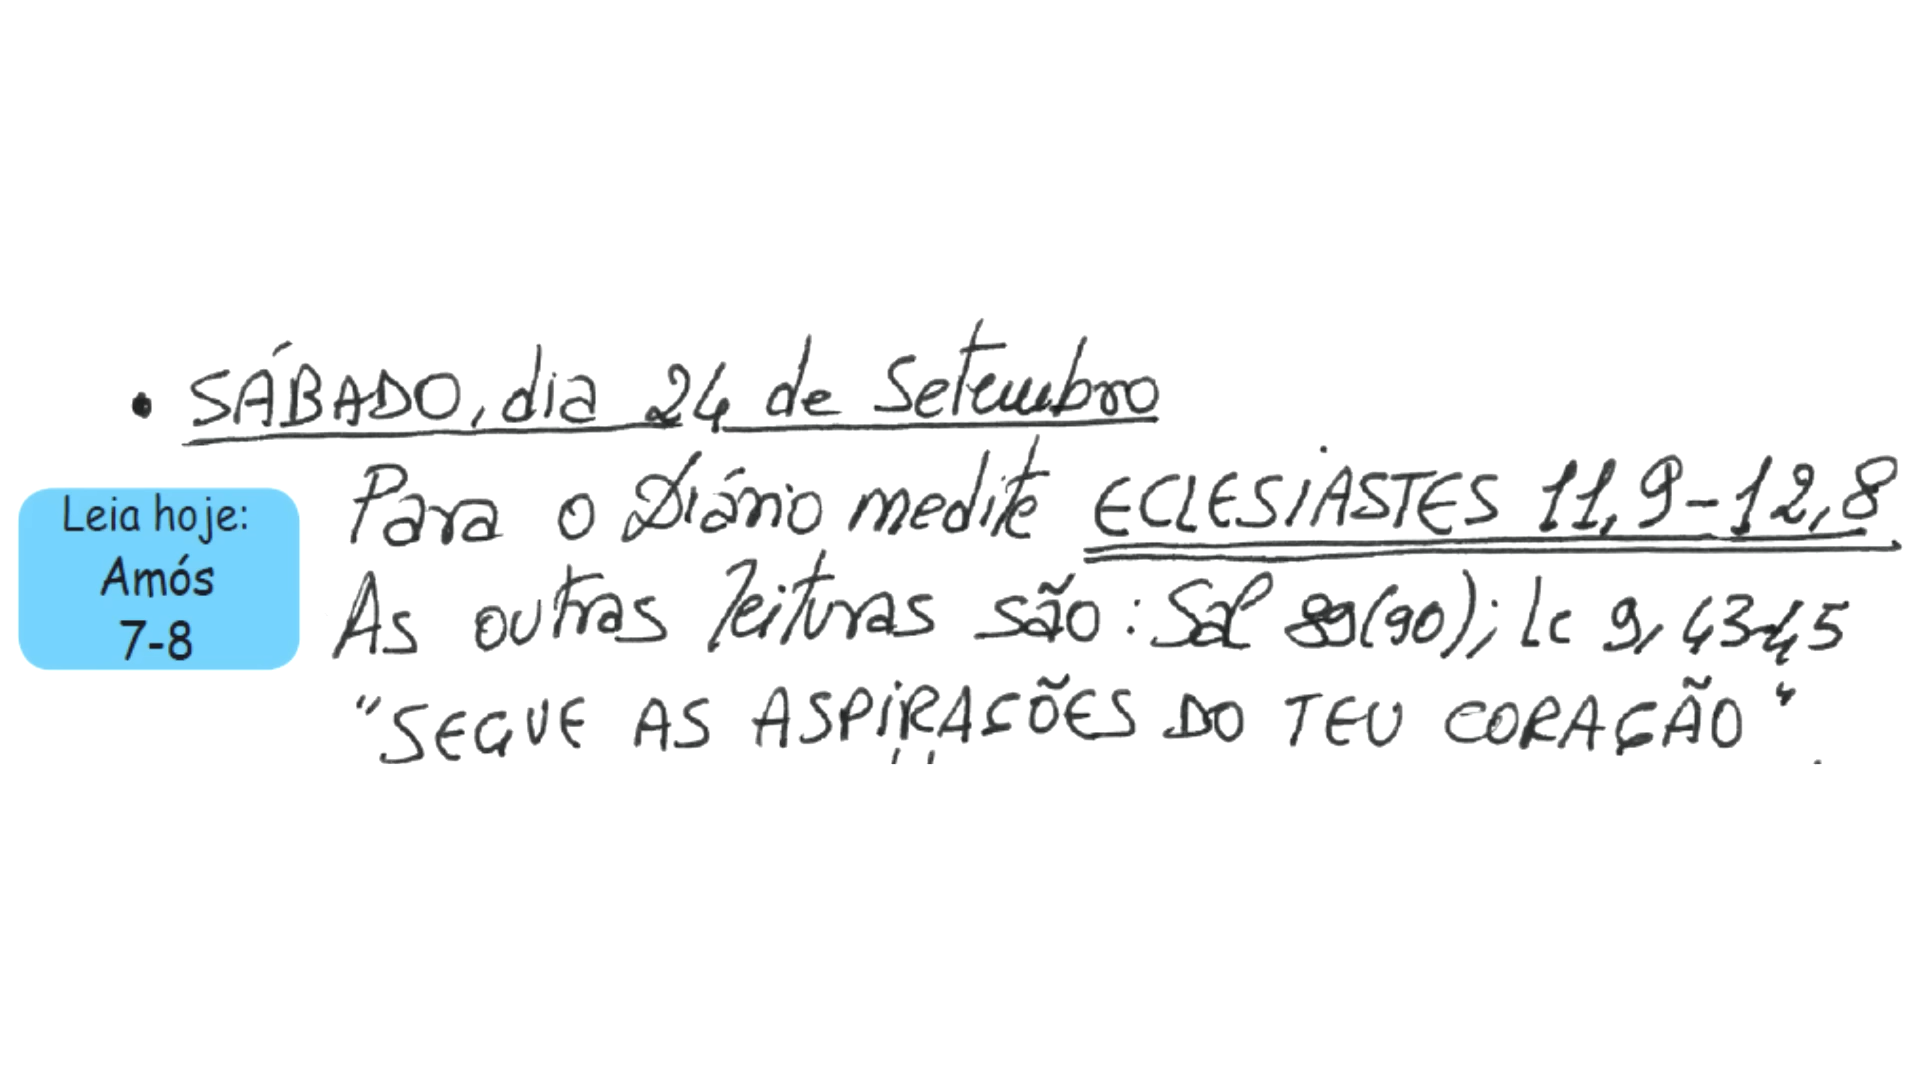 • SÁBADO, dia 24 de Setembro
Leia hoje:
Amós
7-8
Para o Diário medite ECLESIASTES 11,9-12,8
As outras leituras são: Sal 89(90); Lc 9,43-45
"SEGUE AS ASPIRAÇÕES DO TEU CORAÇÃO"